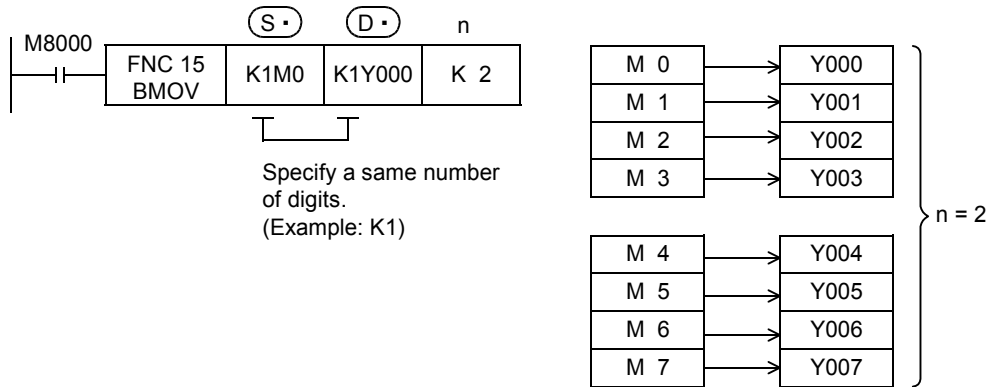 S· D· n
M8000
FNC 15
BMOV
K1M0
K1Y000
K 2
Specify a same number
of digits.
(Example: K1)
M 0 Y000
M 1 Y001
M 2 Y002
M 3 Y003
n = 2
M 4 Y004
M 5 Y005
M 6 Y006
M 7 Y007